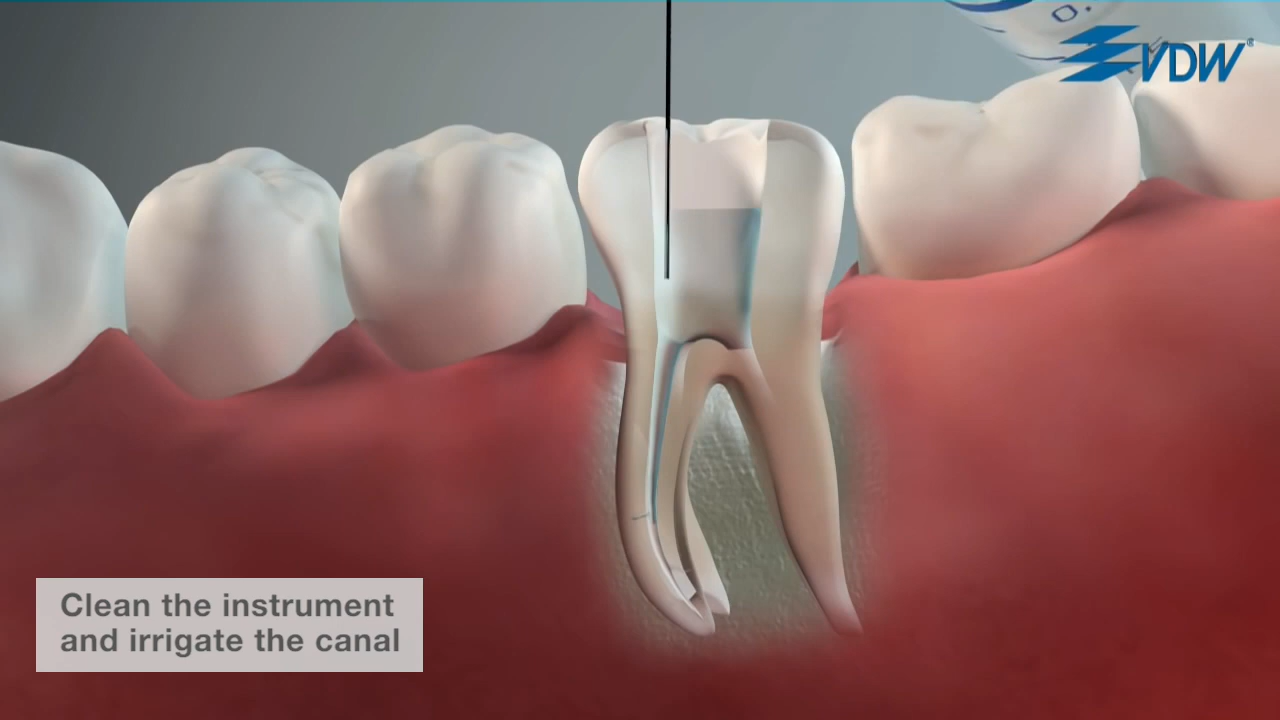 VDW®
Clean the instrument
and irrigate the canal